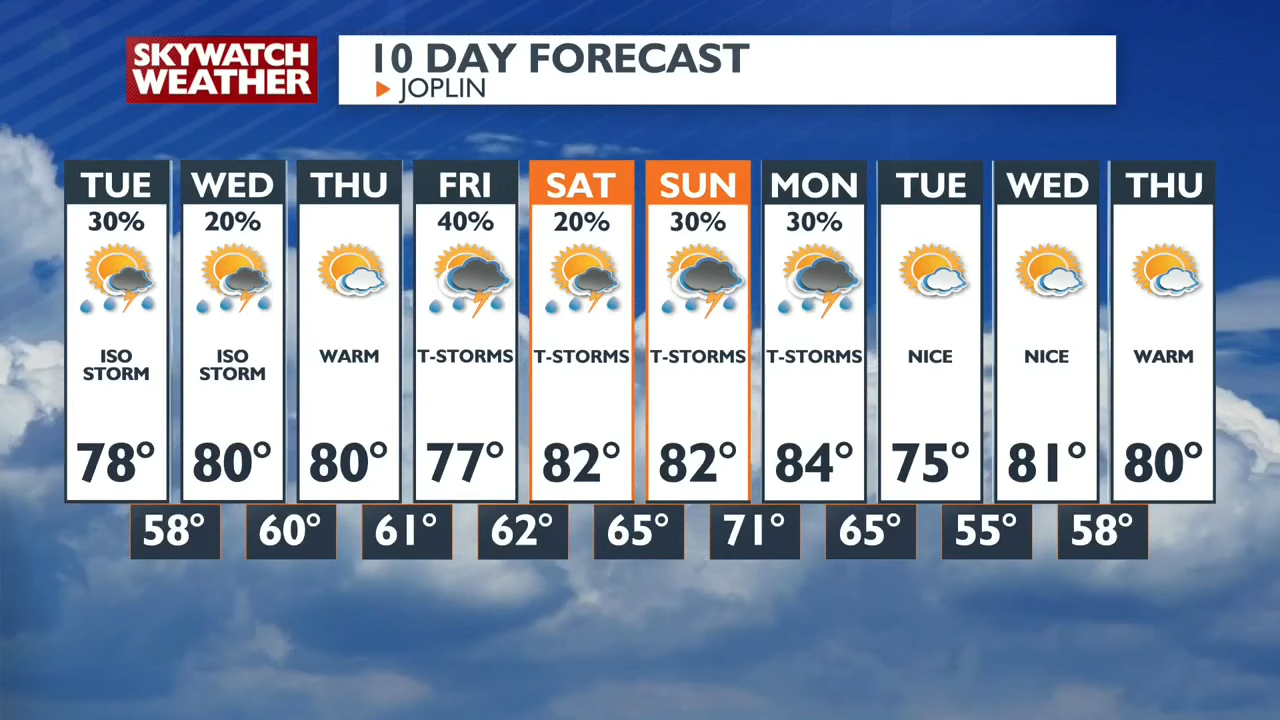 SKYWATCH
WEATHER
10 DAY FORECAST
JOPLIN
TUE WED THU FRI SAT SUN MON TUE WED THU
30% 20% 40% 20% 30% 30%
ISO STORM ISO STORM WARM T-STORMS T-STORMS T-STORMS T-STORMS NICE NICE WARM
78° 80° 80° 77° 82° 82° 84° 75° 81° 80°
58° 60° 61° 62° 65° 71° 65° 55° 58°